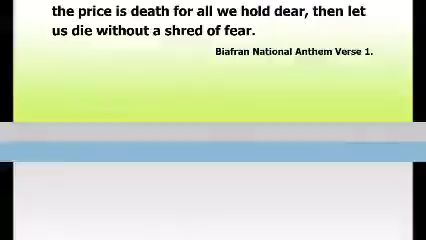 the price is death for all we hold dear, then let
us die without a shred of fear.
Biafran National Anthem Verse 1.